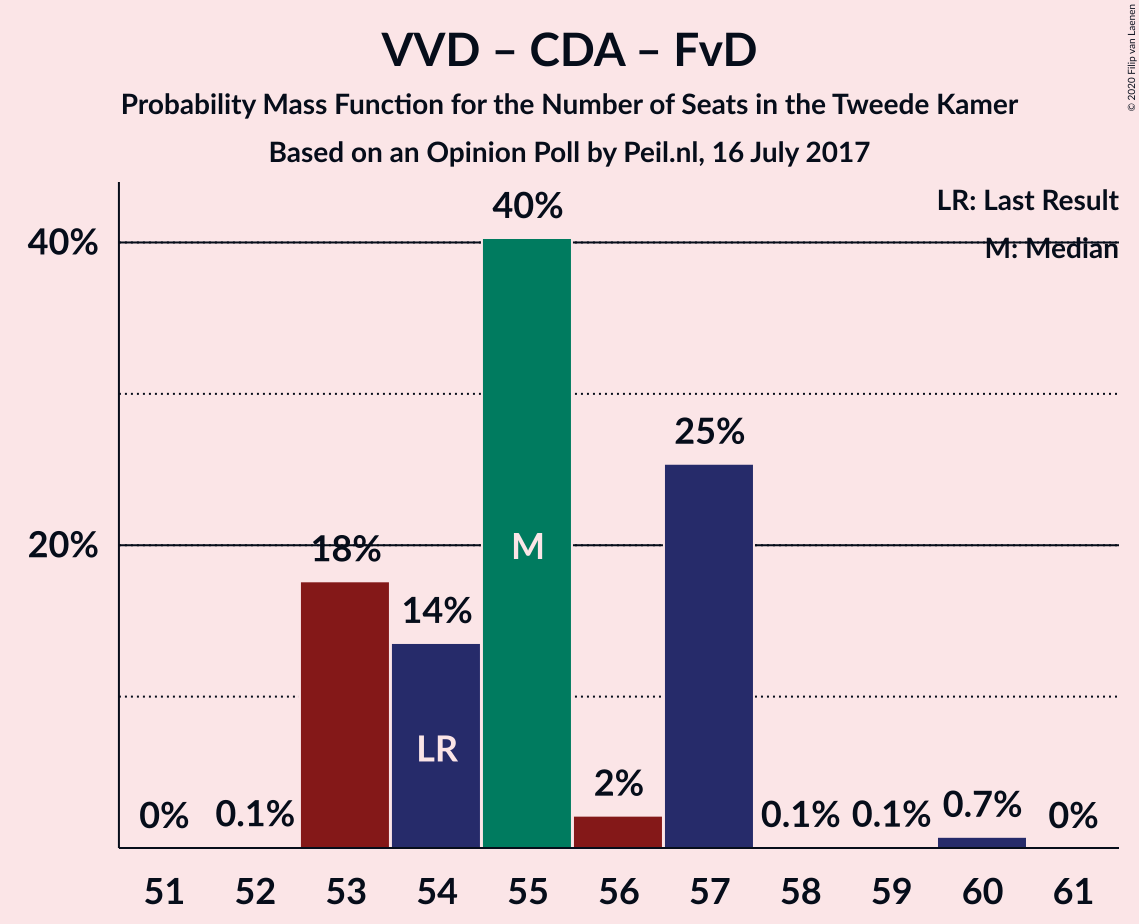 VVD – CDA – FvD
Probability Mass Function for the Number of Seats in the Tweede Kamer
Based on an Opinion Poll by Peil.nl, 16 July 2017
© 2020 Filip van Laenen
LR: Last Result
M: Median
40%
20%
0%
0.1%
18%
14%
40%
2%
25%
0.1%
0.1%
0.7%
0%
LR
M
51 52 53 54 55 56 57 58 59 60 61